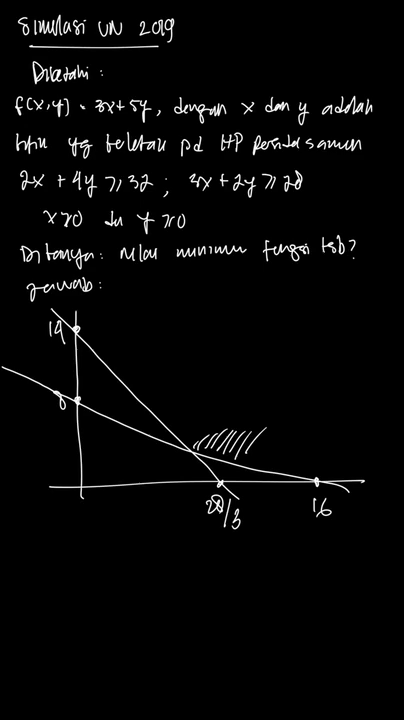 Simulasi UN 2019
Diketahui :
f(x,y) = 3x+5y, dengan x dan y adalah
titik yg terletak pd HP Pertidaksamaan
2x + 4y ≥ 32 ; 3x + 2y ≥ 28
x ≥ 0 dan y ≥ 0
Ditanya : nilai minimum fungsi tsb?
Jawab :
14
8
28/3
16